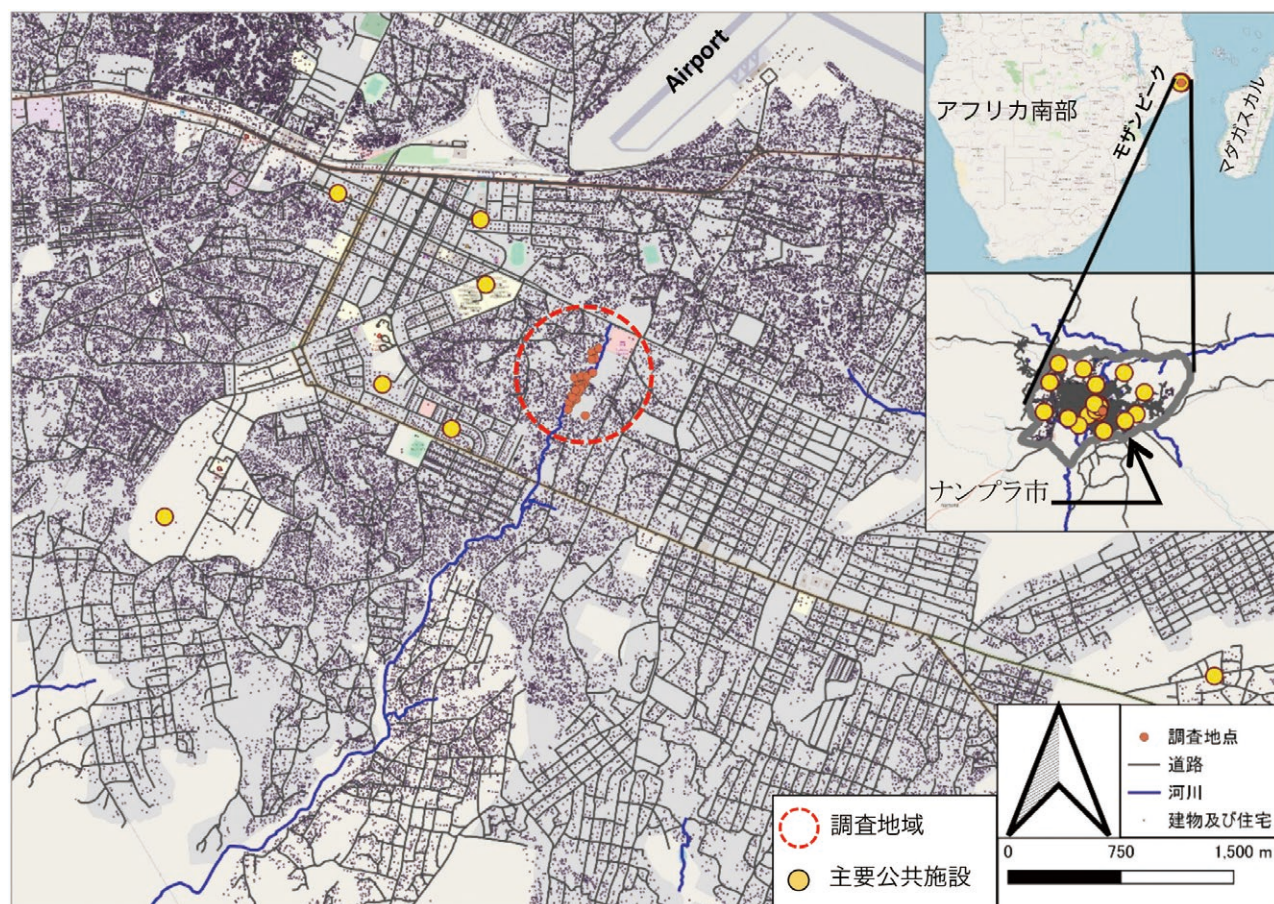 Airport
アフリカ南部
モザンビーク
マダガスカル
ナンプラ市
調査地域
主要公共施設
調査地点
道路
河川
建物及び住宅
0 750 1,500 m